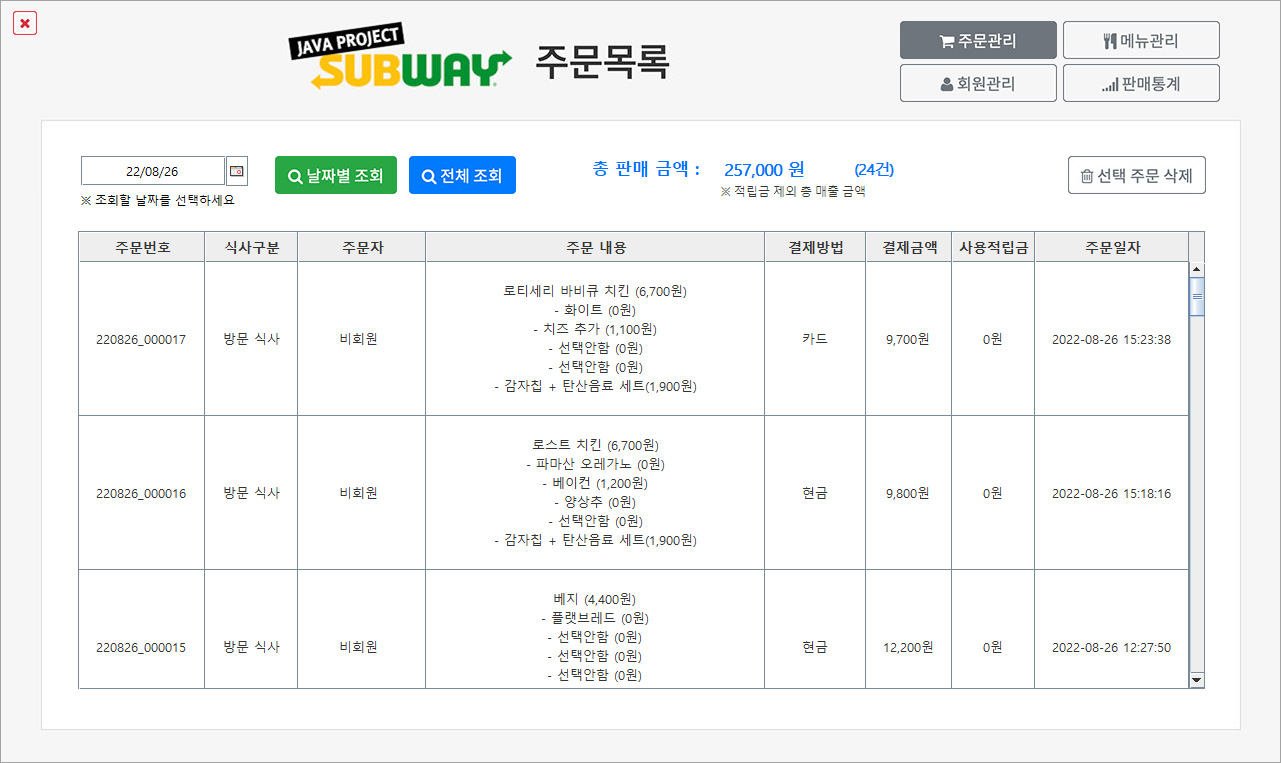 JAVA PROJECT
SUBWAY
주문목록
주문관리
메뉴관리
회원관리
판매통계
22/08/26
※ 조회할 날짜를 선택하세요
날짜별 조회
전체 조회
총 판매 금액 : 257,000 원 (24건)
※ 적립금 제외 총 매출 금액
선택 주문 삭제
주문번호 식사구분 주문자 주문 내용 결제방법 결제금액 사용적립금 주문일자
로티세리 바비큐 치킨 (6,700원)
- 화이트 (0원)
- 치즈 추가 (1,100원)
220826_000017 방문 식사 비회원 카드 9,700원 0원 2022-08-26 15:23:38
- 선택안함 (0원)
- 선택안함 (0원)
- 감자칩 + 탄산음료 세트(1,900원)
로스트 치킨 (6,700원)
- 파마산 오레가노 (0원)
- 베이컨 (1,200원)
220826_000016 방문 식사 비회원 현금 9,800원 0원 2022-08-26 15:18:16
- 양상추 (0원)
- 선택안함 (0원)
- 감자칩 + 탄산음료 세트(1,900원)
베지 (4,400원)
- 플랫브레드 (0원)
- 선택안함 (0원)
220826_000015 방문 식사 비회원 현금 12,200원 0원 2022-08-26 12:27:50
- 선택안함 (0원)
- 선택안함 (0원)